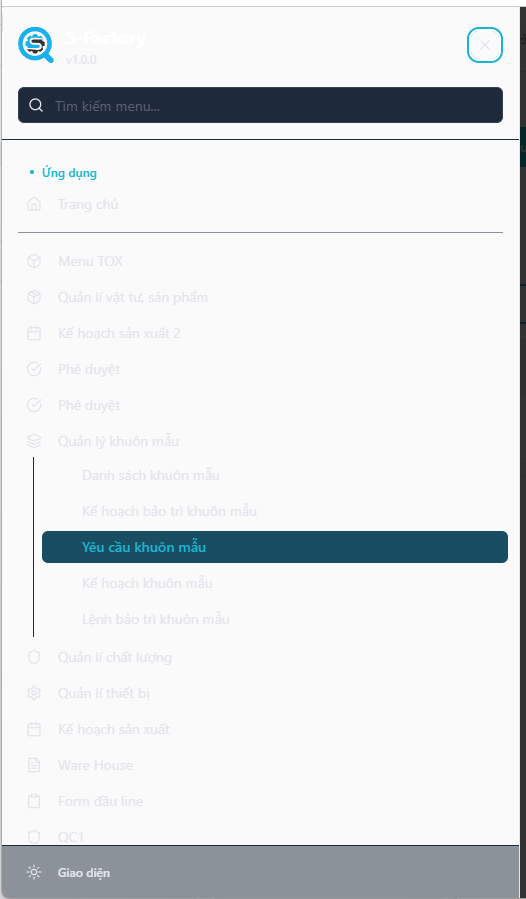 S-Factory
v1.0.0
Tìm kiếm menu...
Ứng dụng
Trang chủ
Menu TOX
Quản lí vật tư, sản phẩm
Kế hoạch sản xuất 2
Phê duyệt
Phê duyệt
Quản lý khuôn mẫu
Danh sách khuôn mẫu
Kế hoạch bảo trì khuôn mẫu
Yêu cầu khuôn mẫu
Kế hoạch khuôn mẫu
Lệnh bảo trì khuôn mẫu
Quản lí chất lượng
Quản lí thiết bị
Kế hoạch sản xuất
Ware House
Form đầu line
QC1
Giao diện